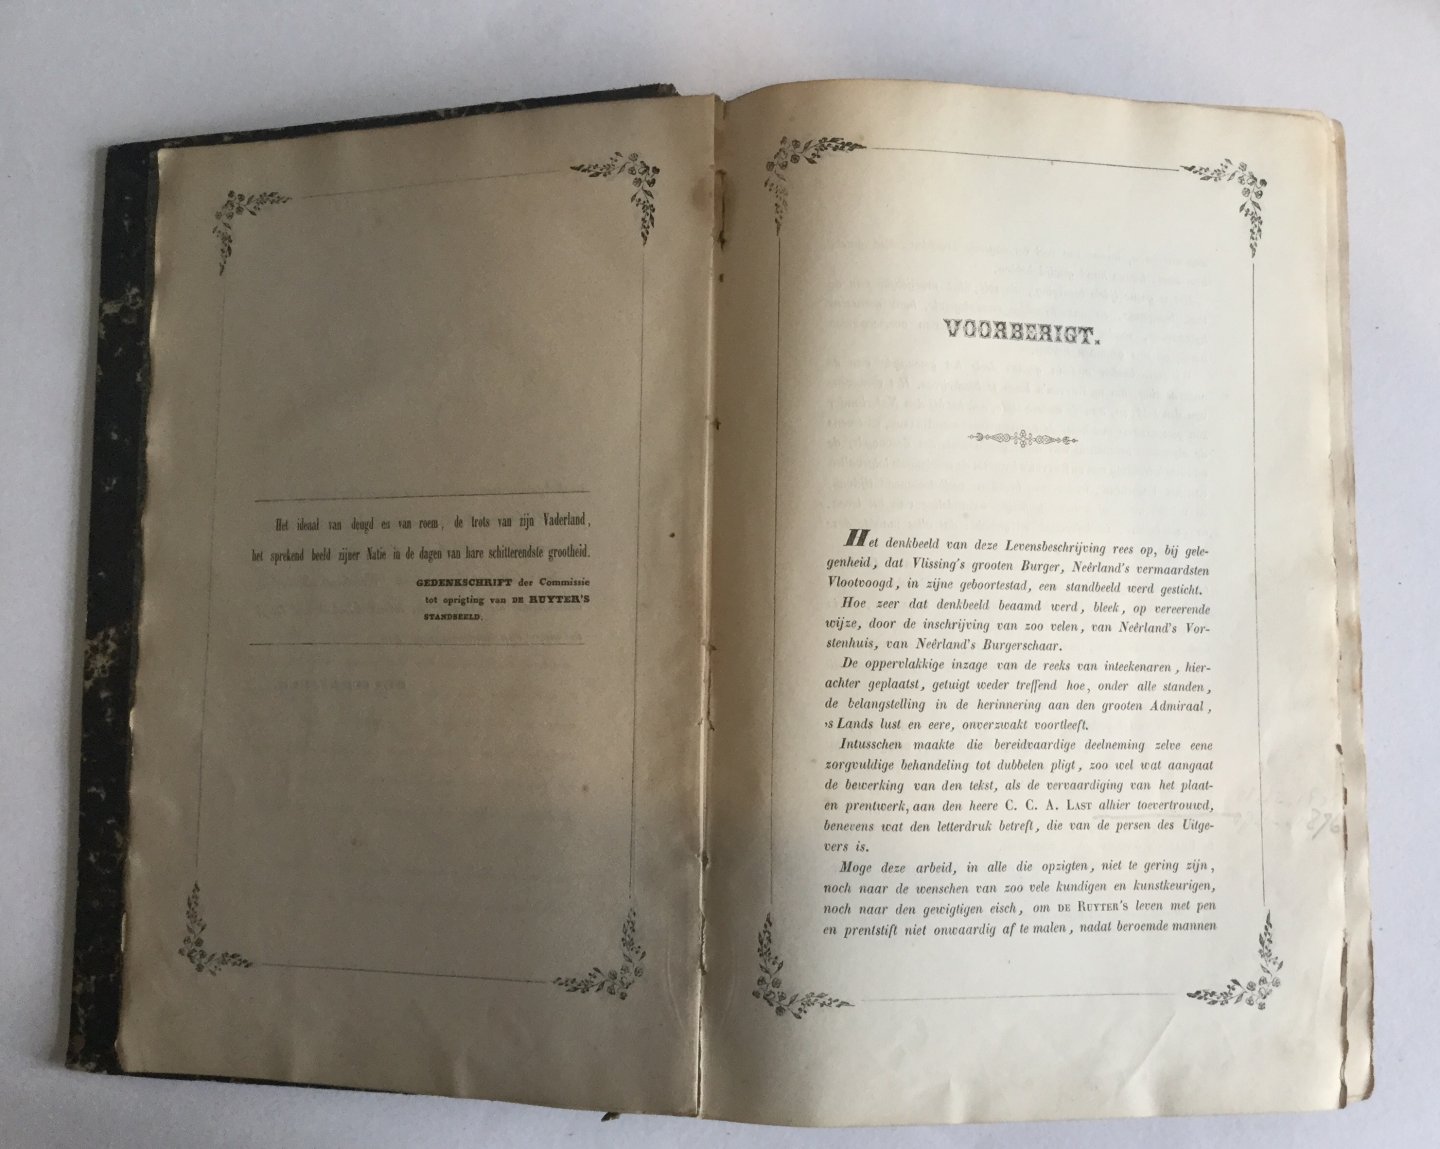 Het ideaal van deugd en van roem, de trots van zijn Vaderland,
het sprekend beeld zijner Natie in de dagen van hare schitterendste grootheid.
GEDENKSCHRIFT der Commissie
tot oprigting van DE RUYTER'S
STANDBEELD.
VOORBERIGT.
Het denkbeeld van deze Levensbeschrijving rees op, bij gele-
genheid, dat Vlissing's grooten Burger, Neêrland's vermaardsten
Vlootvoogd, in zijne geboortestad, een standbeeld werd gesticht.
Hoe zeer dat denkbeeld beaamd werd, bleek, op vereerende
wijze, door de inschrijving van zoo velen, van Neêrland's Vor-
stenhuis, van Neêrland's Burgerschaar.
De oppervlakkige inzage van de reeks van inteekenaren, hier-
achter geplaatst, getuigt weder treffend hoe, onder alle standen,
de belangstelling in de herinnering aan den grooten Admiraal,
's Lands lust en eere, onverzwakt voortleeft.
Intusschen maakte die bereidvaardige deelneming zelve eene
zorgvuldige behandeling tot dubbelen pligt, zoo wel wat aangaat
de bewerking van den tekst, als de vervaardiging van het plaat-
en prentwerk, aan den heere C. C. A. LAST alhier toevertrouwd,
benevens wat den letterdruk betreft, die van de persen des Uitge-
vers is.
Moge deze arbeid, in alle die opzigten, niet te gering zijn,
noch naar de wenschen van zoo vele kundigen en kunstkeurigen,
noch naar den gewigtigen eisch, om DE RUYTER'S leven met pen
en prentstift niet onwaardig af te malen, nadat beroemde mannen